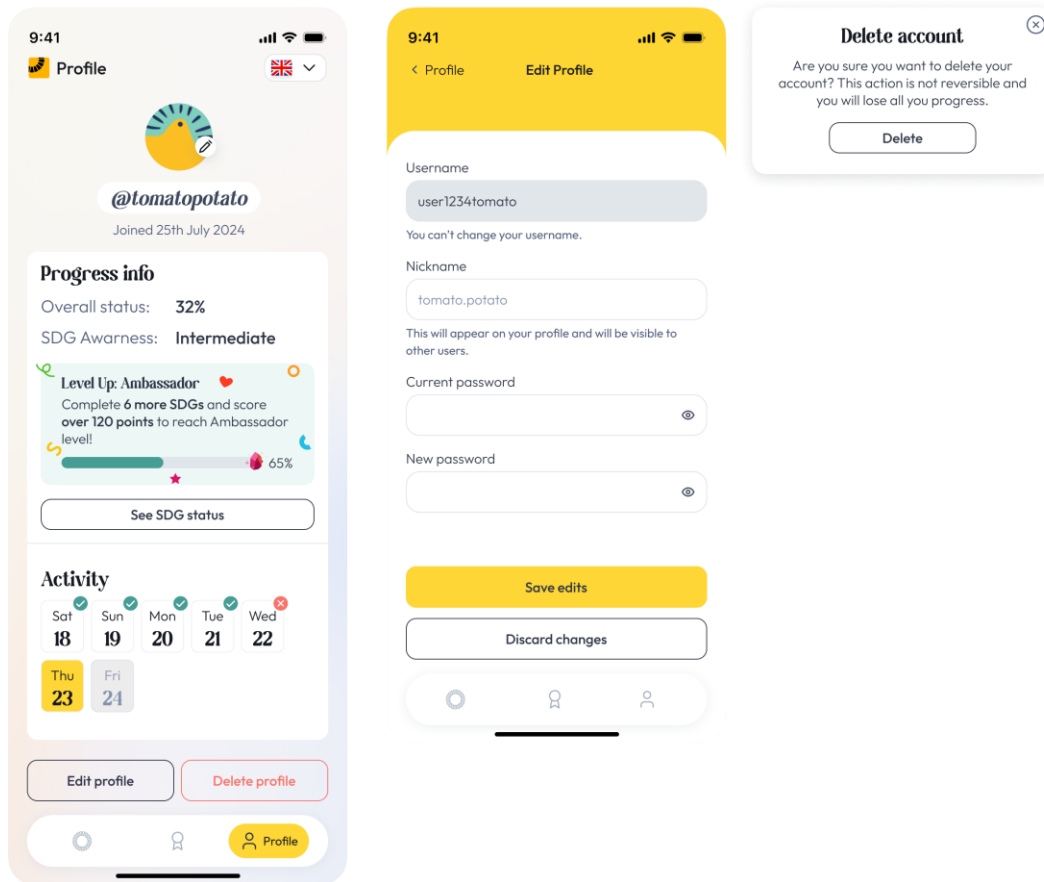 9:41
Profile
@tomatopotato
Joined 25th July 2024
Progress info
Overall status: 32%
SDG Awarness: Intermediate
Level Up: Ambassador
Complete 6 more SDGs and score
over 120 points to reach Ambassador
level!
65%
See SDG status
Activity
Sat Sun Mon Tue Wed
18 19 20 21 22
Thu Fri
23 24
Edit profile Delete profile
Profile
9:41
< Profile Edit Profile
Username
user1234tomato
You can't change your username.
Nickname
tomato.potato
This will appear on your profile and will be visible to
other users.
Current password
New password
Save edits
Discard changes
Delete account
Are you sure you want to delete your
account? This action is not reversible and
you will lose all you progress.
Delete